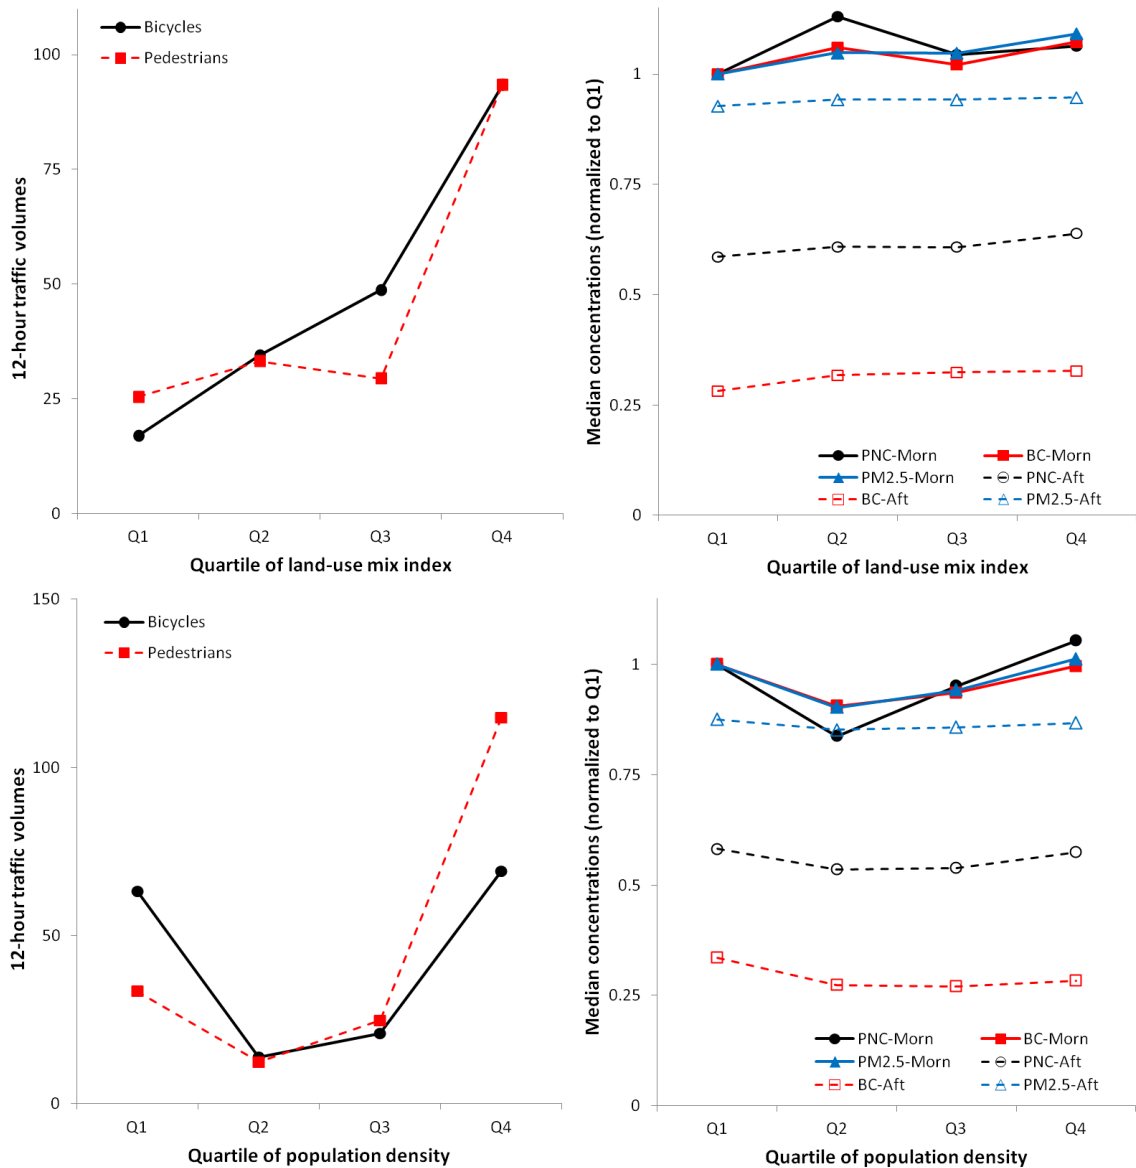 Bicycles
Pedestrians
100
75
50
25
0
12-hour traffic volumes
Q1 Q2 Q3 Q4
Quartile of land-use mix index
1
0.75
0.5
0.25
0
Median concentrations (normalized to Q1)
PNC-Morn BC-Morn
PM2.5-Morn PNC-Aft
BC-Aft PM2.5-Aft
Q1 Q2 Q3 Q4
Quartile of land-use mix index
150
100
50
0
Bicycles
Pedestrians
12-hour traffic volumes
Q1 Q2 Q3 Q4
Quartile of population density
1
0.75
0.5
0.25
0
Median concentrations (normalized to Q1)
PNC-Morn BC-Morn
PM2.5-Morn PNC-Aft
BC-Aft PM2.5-Aft
Q1 Q2 Q3 Q4
Quartile of population density